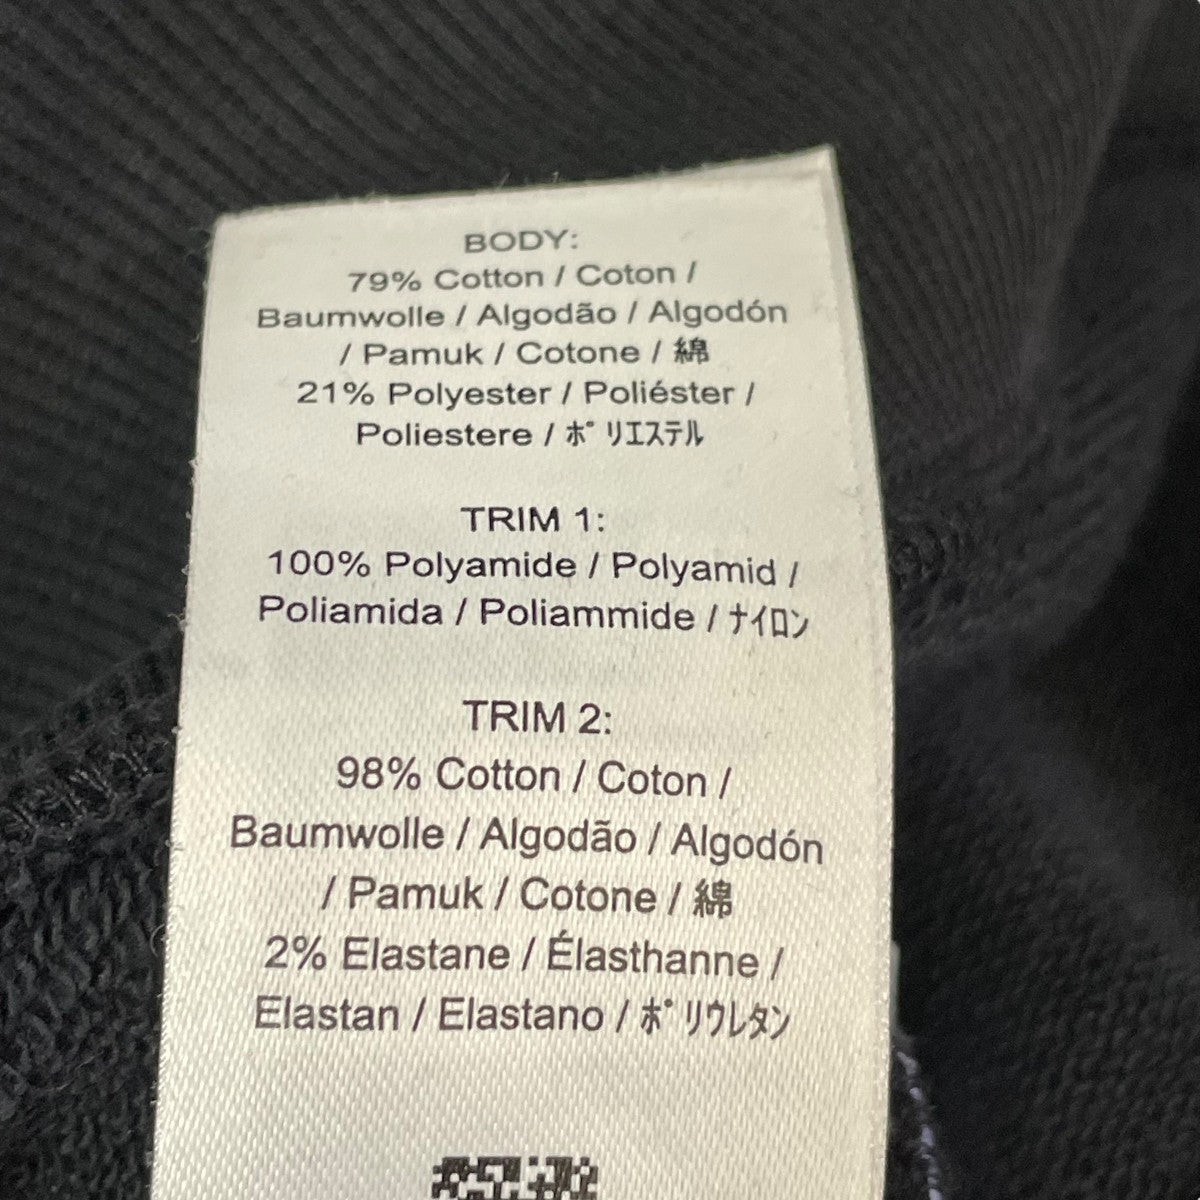 BODY:
79% Cotton / Coton /
Baumwolle / Algodão / Algodón
/ Pamuk / Cotone / 綿
21% Polyester / Poliéster /
Poliestere / ﾎﾟﾘｴｽﾃﾙ
TRIM 1:
100% Polyamide / Polyamid /
Poliamida / Poliammide / ﾅｲﾛﾝ
TRIM 2:
98% Cotton / Coton /
Baumwolle / Algodão / Algodón
/ Pamuk / Cotone / 綿
2% Elastane / Élasthanne /
Elastan / Elastano / ﾎﾟﾘｳﾚﾀﾝ